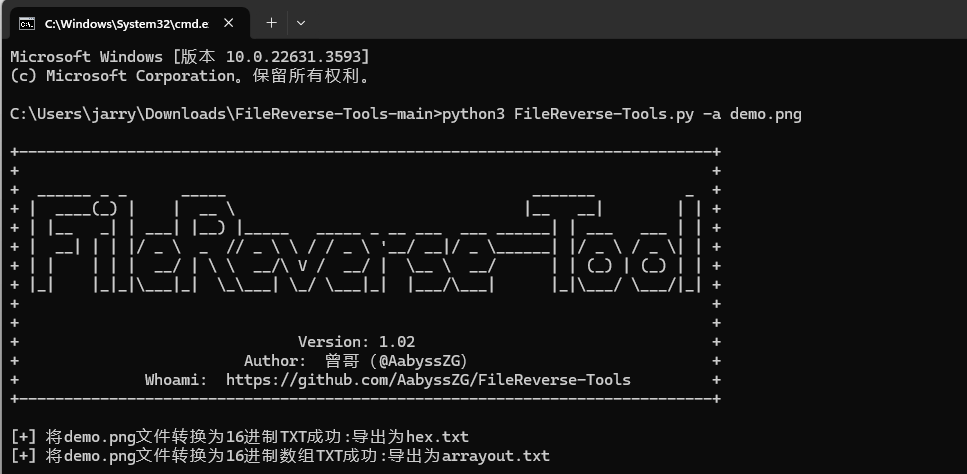 C:\Windows\System32\cmd.e
Microsoft Windows [版本 10.0.22631.3593]
(c) Microsoft Corporation。保留所有权利。
C:\Users\jarry\Downloads\FileReverse-Tools-main>python3 FileReverse-Tools.py -a demo.png
FileReverse-Tool
Version: 1.02
Author: 曾哥（@AabyssZG）
Whoami: https://github.com/AabyssZG/FileReverse-Tools
[+] 将demo.png文件转换为16进制TXT成功:导出为hex.txt
[+] 将demo.png文件转换为16进制数组TXT成功:导出为arrayout.txt